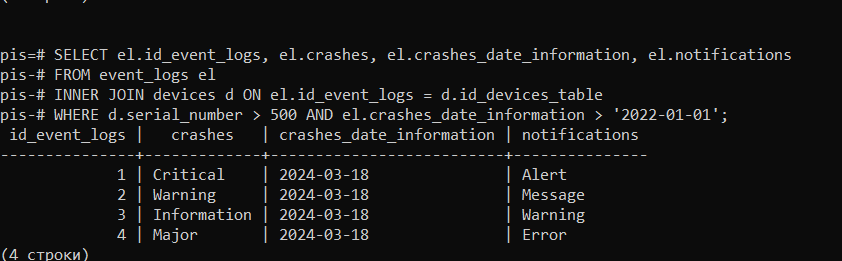 pis=# SELECT el.id_event_logs, el.crashes, el.crashes_date_information, el.notifications
pis-# FROM event_logs el
pis-# INNER JOIN devices d ON el.id_event_logs = d.id_devices_table
pis-# WHERE d.serial_number > 500 AND el.crashes_date_information > '2022-01-01';
 id_event_logs |   crashes   | crashes_date_information | notifications
---------------+-------------+--------------------------+---------------
             1 | Critical    | 2024-03-18               | Alert
             2 | Warning     | 2024-03-18               | Message
             3 | Information | 2024-03-18               | Warning
             4 | Major       | 2024-03-18               | Error
(4 строки)